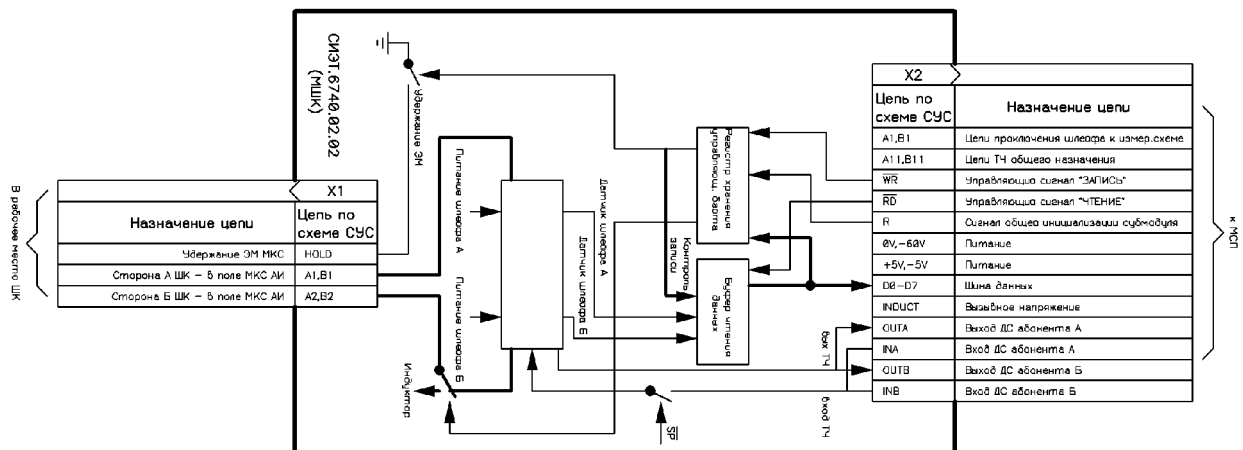 СИЭТ.6740.02.02
(МШК)
В рабочее место ШК
X1
Назначение цепи
Цепь по
схеме СУС
Удержание ЭМ МКС HOLD
Сторона А ШК – в поле МКС АИ A1,B1
Сторона Б ШК – в поле МКС АИ A2,B2
Удержание ЭМ
Питание шлейфа А
Питание шлейфа Б
Датчик шлейфа А
Датчик шлейфа Б
Индуктор
Контроль
записи
Регистр хранения
управляющ. байта
Буфер чтения
данных
SP
вых ТЧ
вход ТЧ
X2
Цепь по
схеме СУС
Назначение цепи
A1,B1 Цепи проключения шлейфа к измер.схеме
A11,B11 Цепи ТЧ общего назначения
WR Управляющий сигнал "ЗАПИСЬ"
RD Управляющий сигнал "ЧТЕНИЕ"
R Сигнал общей инициализации субмодуля
0V,-60V Питание
+5V,-5V Питание
D0-D7 Шина данных
INDUCT Вызывное напряжение
OUTA Выход ДС абонента А
INA Вход ДС абонента А
OUTB Выход ДС абонента Б
INB Вход ДС абонента Б
к МСП